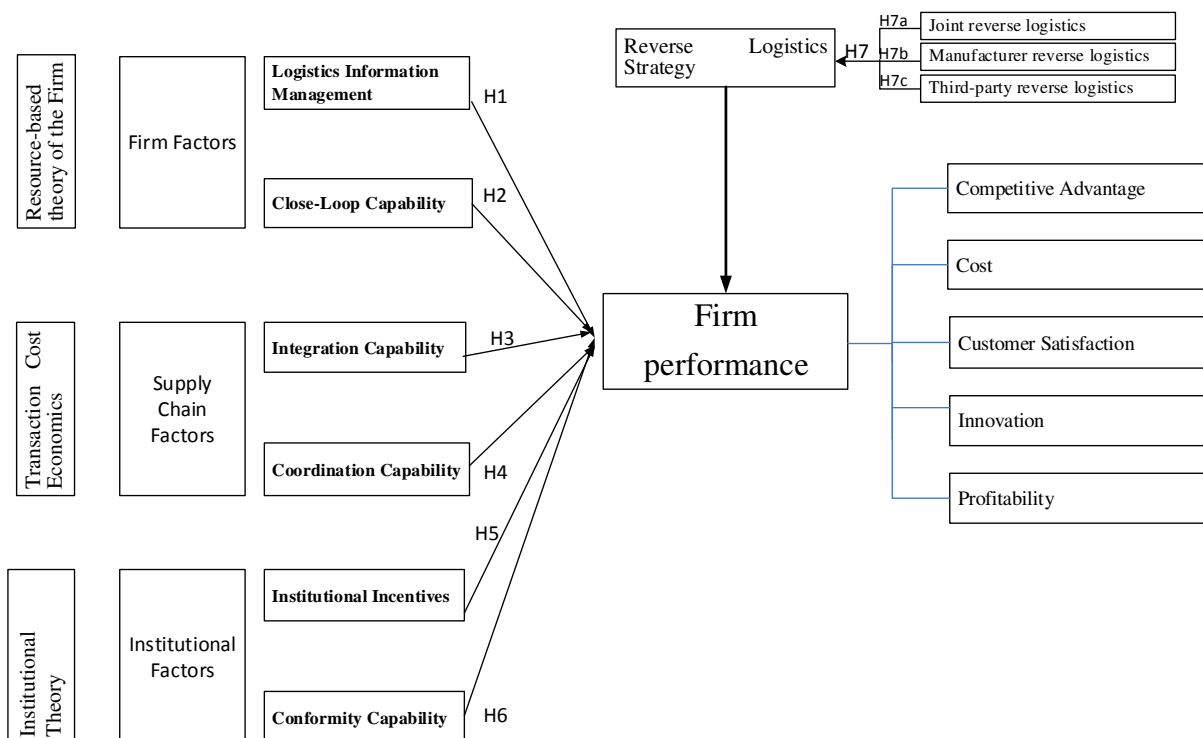 Resource-based
theory of the Firm
Firm Factors
Logistics Information
Management
H1
Close-Loop Capability
H2
Transaction Cost
Economics
Supply
Chain
Factors
Integration Capability
H3
Coordination Capability
H4
Institutional
Theory
Institutional
Factors
Institutional Incentives
H5
Conformity Capability
H6
Reverse Logistics
Strategy
H7
H7a
Joint reverse logistics
H7b
Manufacturer reverse logistics
H7c
Third-party reverse logistics
Firm
performance
Competitive Advantage
Cost
Customer Satisfaction
Innovation
Profitability